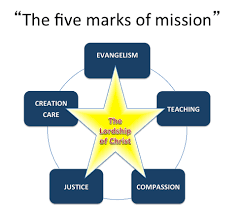 “The five marks of mission”
EVANGELISM
CREATION
CARE
TEACHING
The
Lordship
of Christ
JUSTICE
COMPASSION